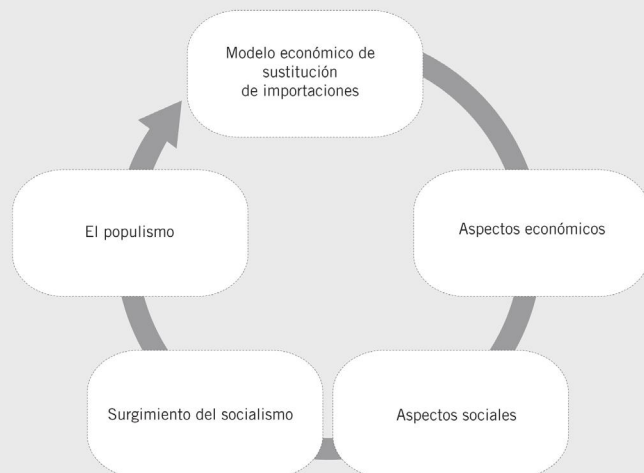 Modelo económico de
sustitución
de importaciones
Aspectos económicos
Aspectos sociales
Surgimiento del socialismo
El populismo